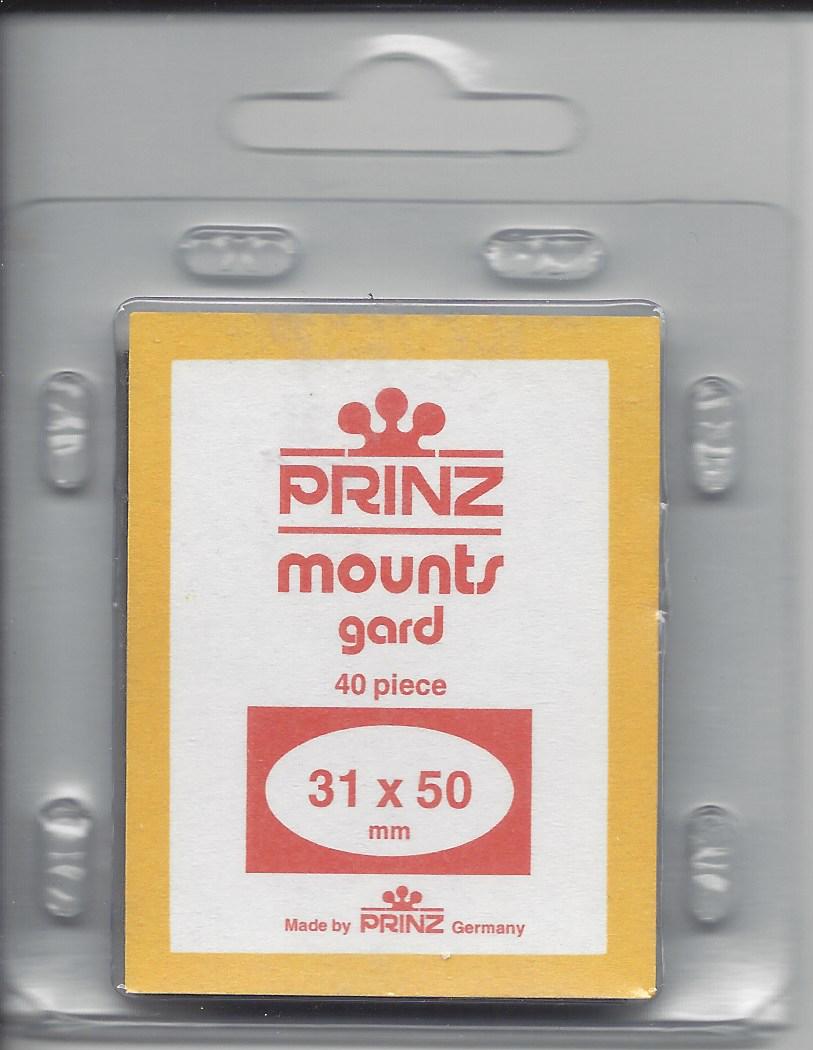 PRINZ
mounts
gard
40 piece
31 x 50
mm
Made by PRINZ Germany